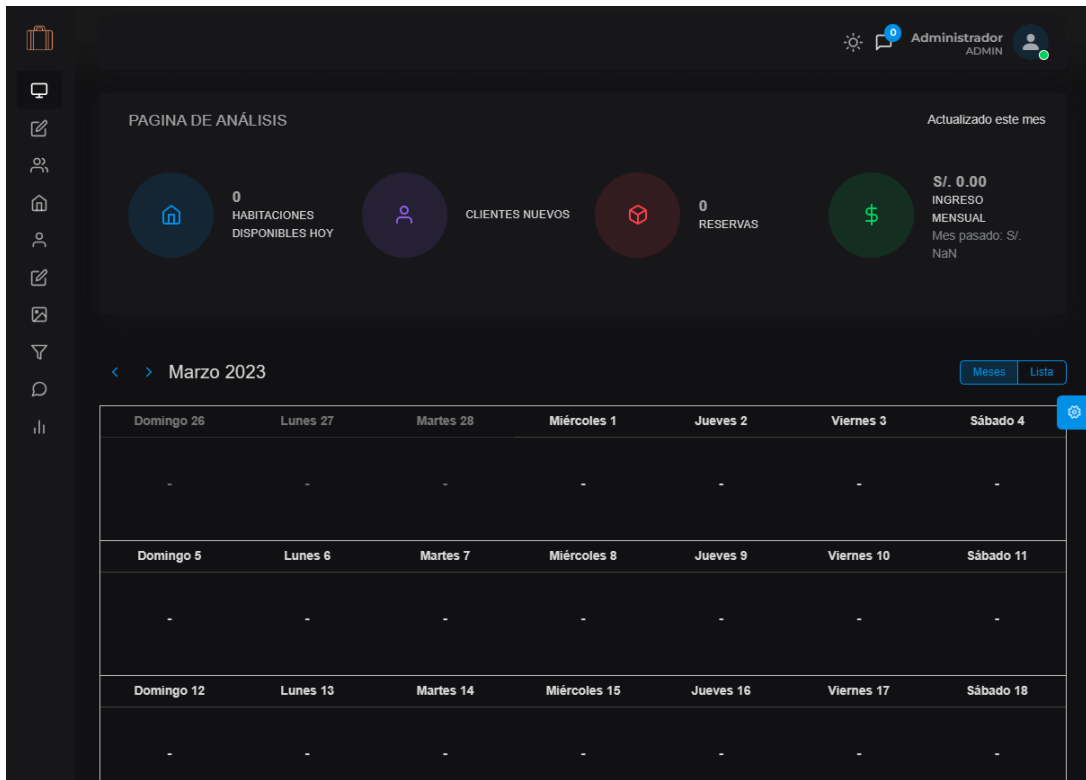 0
Administrador
ADMIN
PAGINA DE ANÁLISIS
Actualizado este mes
0
HABITACIONES
DISPONIBLES HOY
CLIENTES NUEVOS
0
RESERVAS
S/. 0.00
INGRESO
MENSUAL
Mes pasado: S/.
NaN
Marzo 2023
Meses Lista
Domingo 26 Lunes 27 Martes 28 Miércoles 1 Jueves 2 Viernes 3 Sábado 4
- - - - - - -
Domingo 5 Lunes 6 Martes 7 Miércoles 8 Jueves 9 Viernes 10 Sábado 11
- - - - - - -
Domingo 12 Lunes 13 Martes 14 Miércoles 15 Jueves 16 Viernes 17 Sábado 18
- - - - - - -